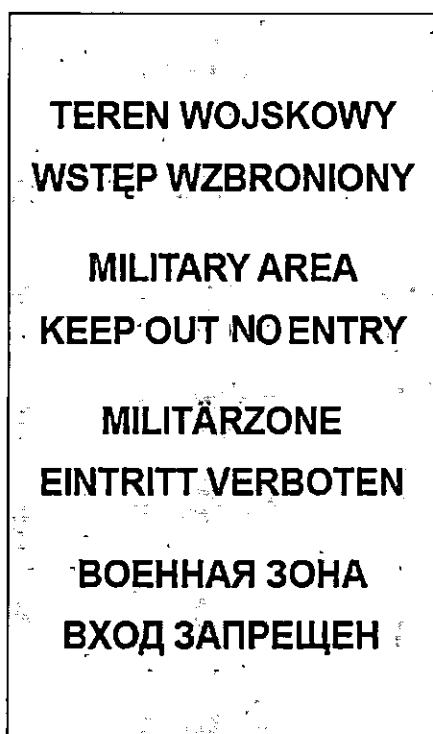 TEREN WOJSKOWY
WSTĘP WZBRONIONY
MILITARY AREA
KEEP OUT NO ENTRY
MILITÄRZONE
EINTRITT VERBOTEN
ВОЕННАЯ ЗОНА
ВХОД ЗАПРЕЩЕН